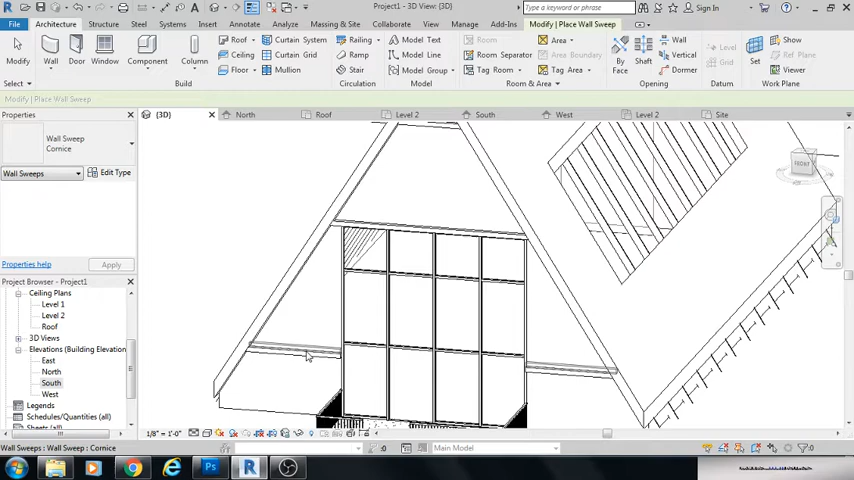 Project1 - 3D View: {3D}
Sign In
File Architecture Structure Steel Systems Insert Annotate Analyze Massing & Site Collaborate View Manage Add-Ins Modify | Place Wall Sweep
Modify Wall Door Window Component Column
Roof Curtain System Railing Model Text Room Area By Face Shaft Wall Level Set Show
Ceiling Curtain Grid Ramp Model Line Room Separator Area Boundary Vertical Grid Ref Plane
Floor Mullion Stair Model Group Tag Room Tag Area Dormer Viewer
Select Build Circulation Model Room & Area Opening Datum Work Plane
Modify | Place Wall Sweep
Properties
{3D} North Roof Level 2 South West Level 2 Site
Wall Sweep
Cornice
Wall Sweeps Edit Type
FRONT
Properties help Apply
Project Browser - Project1
Ceiling Plans
Level 1
Level 2
Roof
3D Views
Elevations (Building Elevation)
East
North
South
West
Legends
Schedules/Quantities (all)
Sheets (all)
1/8" = 1'-0"
Wall Sweeps : Wall Sweep : Cornice
Main Model
:0